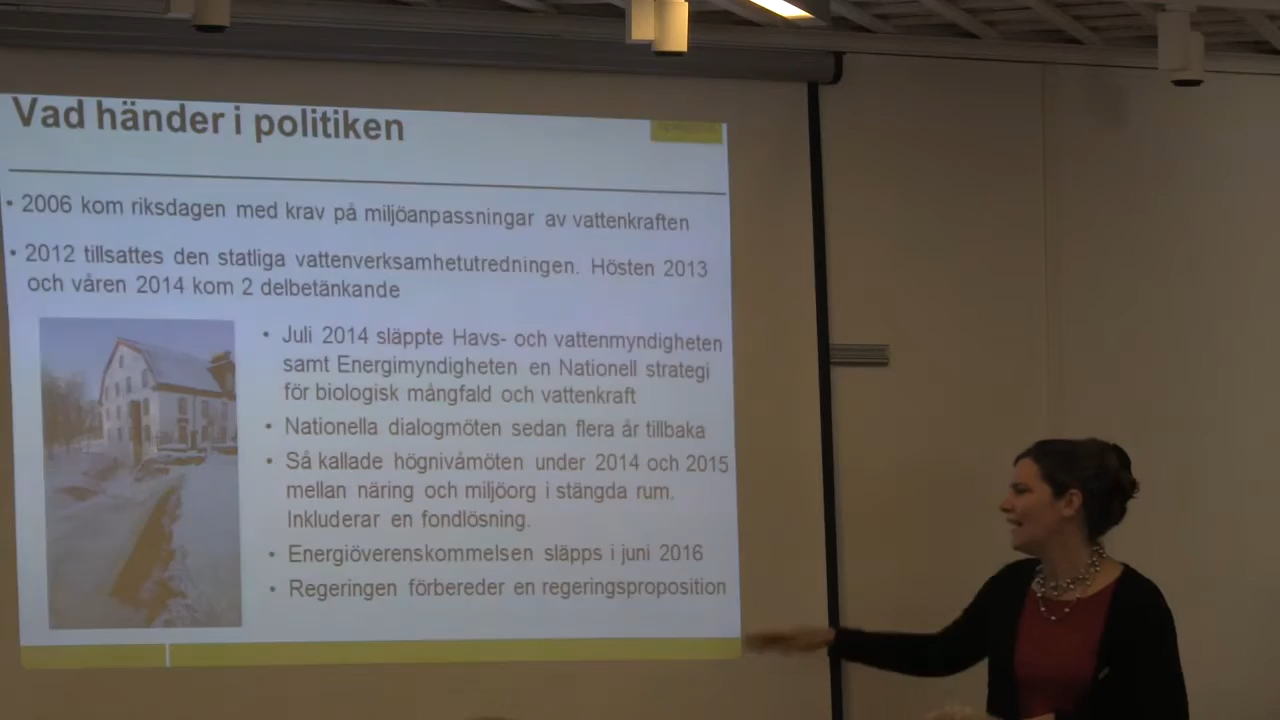 Vad händer i politiken
• 2006 kom riksdagen med krav på miljöanpassningar av vattenkraften
• 2012 tillsattes den statliga vattenverksamhetutredningen. Hösten 2013
och våren 2014 kom 2 delbetänkande
• Juli 2014 släppte Havs- och vattenmyndigheten
samt Energimyndigheten en Nationell strategi
för biologisk mångfald och vattenkraft
• Nationella dialogmöten sedan flera år tillbaka
• Så kallade högnivåmöten under 2014 och 2015
mellan näring och miljöorg i stängda rum.
Inkluderar en fondlösning.
• Energiöverenskommelsen släpps i juni 2016
• Regeringen förbereder en regeringsproposition